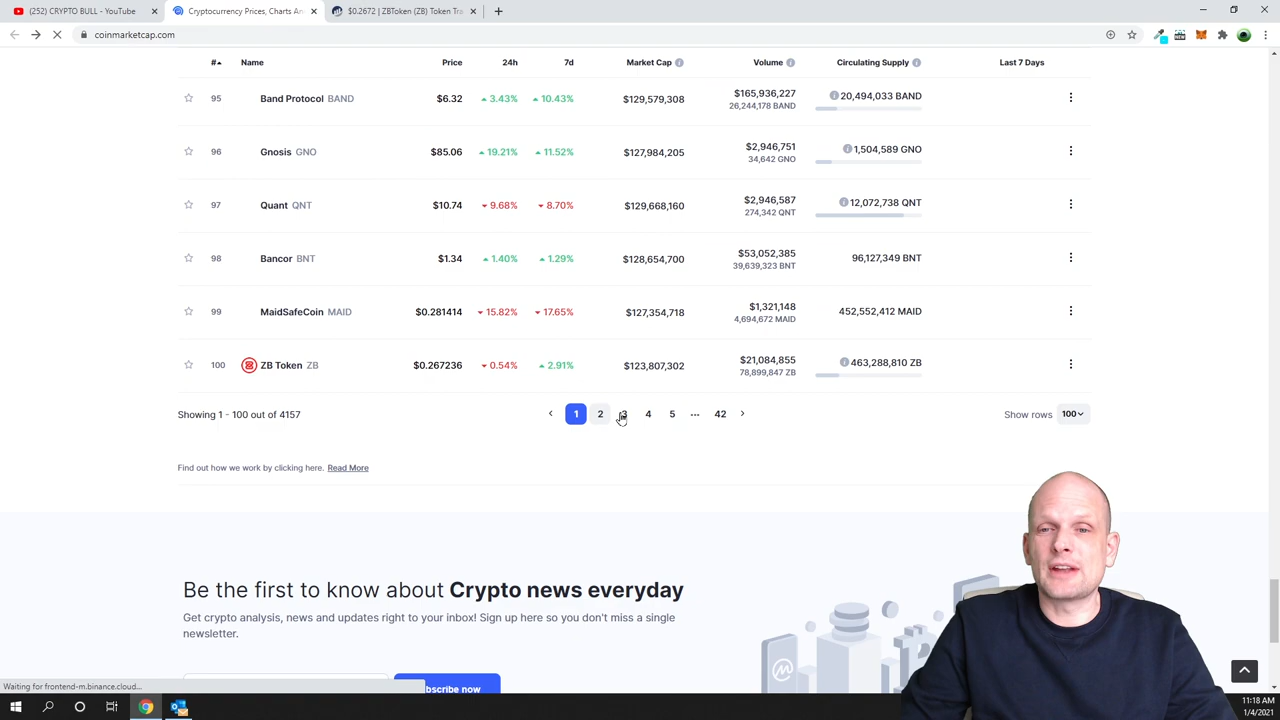 (252) CRYPTO BULL - YouTube
Cryptocurrency Prices, Charts An
$0.2672 | ZBToken (ZB) Token Tra
coinmarketcap.com
# Name Price 24h 7d Market Cap Volume Circulating Supply Last 7 Days
95 Band Protocol BAND $6.32 3.43% 10.43% $129,579,308 $165,936,227 20,494,033 BAND
26,244,178 BAND
96 Gnosis GNO $85.06 19.21% 11.52% $127,984,205 $2,946,751 1,504,589 GNO
34,642 GNO
97 Quant QNT $10.74 9.68% 8.70% $129,668,160 $2,946,587 12,072,738 QNT
274,342 QNT
98 Bancor BNT $1.34 1.40% 1.29% $128,654,700 $53,052,385 96,127,349 BNT
39,639,323 BNT
99 MaidSafeCoin MAID $0.281414 15.82% 17.65% $127,354,718 $1,321,148 452,552,412 MAID
4,694,672 MAID
100 ZB Token ZB $0.267236 0.54% 2.91% $123,807,302 $21,084,855 463,288,810 ZB
78,899,847 ZB
Showing 1 - 100 out of 4157 1 2 3 4 5 ... 42 Show rows 100
Find out how we work by clicking here. Read More
Be the first to know about Crypto news everyday
Get crypto analysis, news and updates right to your inbox! Sign up here so you don't miss a single
newsletter.
bscribe now
Waiting for frontend-m.binance.cloud...
11:18 AM
1/4/2021